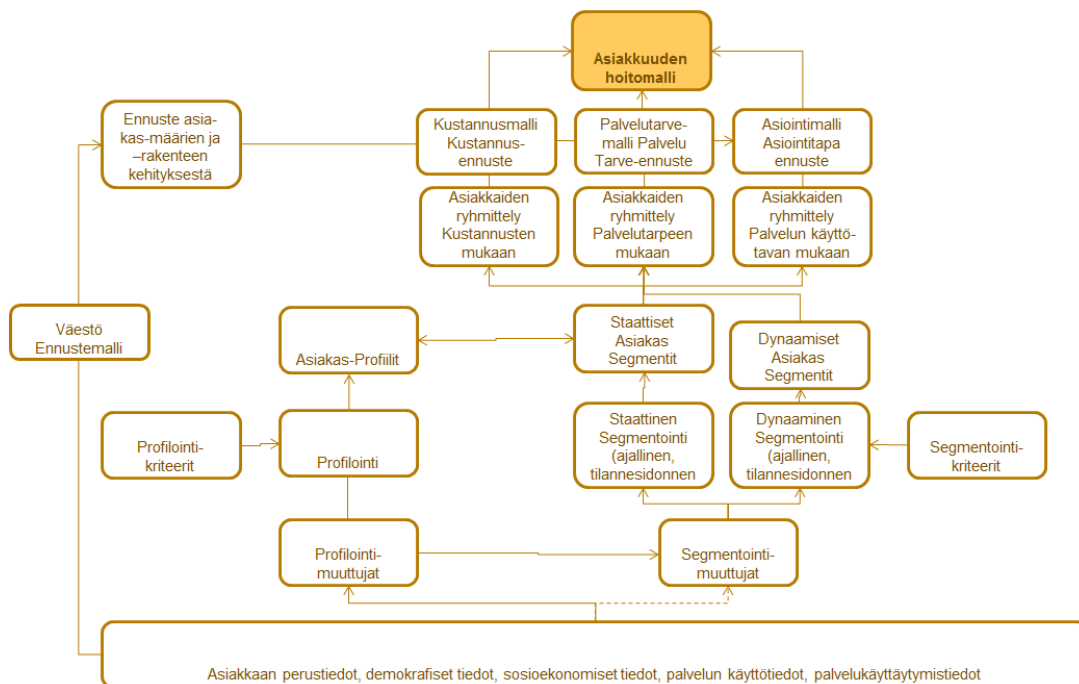 Asiakkuuden
hoitomalli
Ennuste asia-
kas-määrien ja
–rakenteen
kehityksestä
Kustannusmalli
Kustannus-
ennuste
Palvelutarve-
malli Palvelu
Tarve-ennuste
Asiointimalli
Asiointitapa
ennuste
Asiakkaiden
ryhmittely
Kustannusten
mukaan
Asiakkaiden
ryhmittely
Palvelutarpeen
mukaan
Asiakkaiden
ryhmittely
Palvelun käyttö-
tavan mukaan
Väestö
Ennustemalli
Asiakas-Profiilit
Staattiset
Asiakas
Segmentit
Dynaamiset
Asiakas
Segmentit
Profilointi-
kriteerit
Profilointi
Staattinen
Segmentointi
(ajallinen,
tilannesidonnen
Dynaaminen
Segmentointi
(ajallinen,
tilannesidonnen
Segmentointi-
kriteerit
Profilointi-
muuttujat
Segmentointi-
muuttujat
Asiakkaan perustiedot, demokrafiset tiedot, sosioekonomiset tiedot, palvelun käyttötiedot, palvelukäyttäytymistiedot